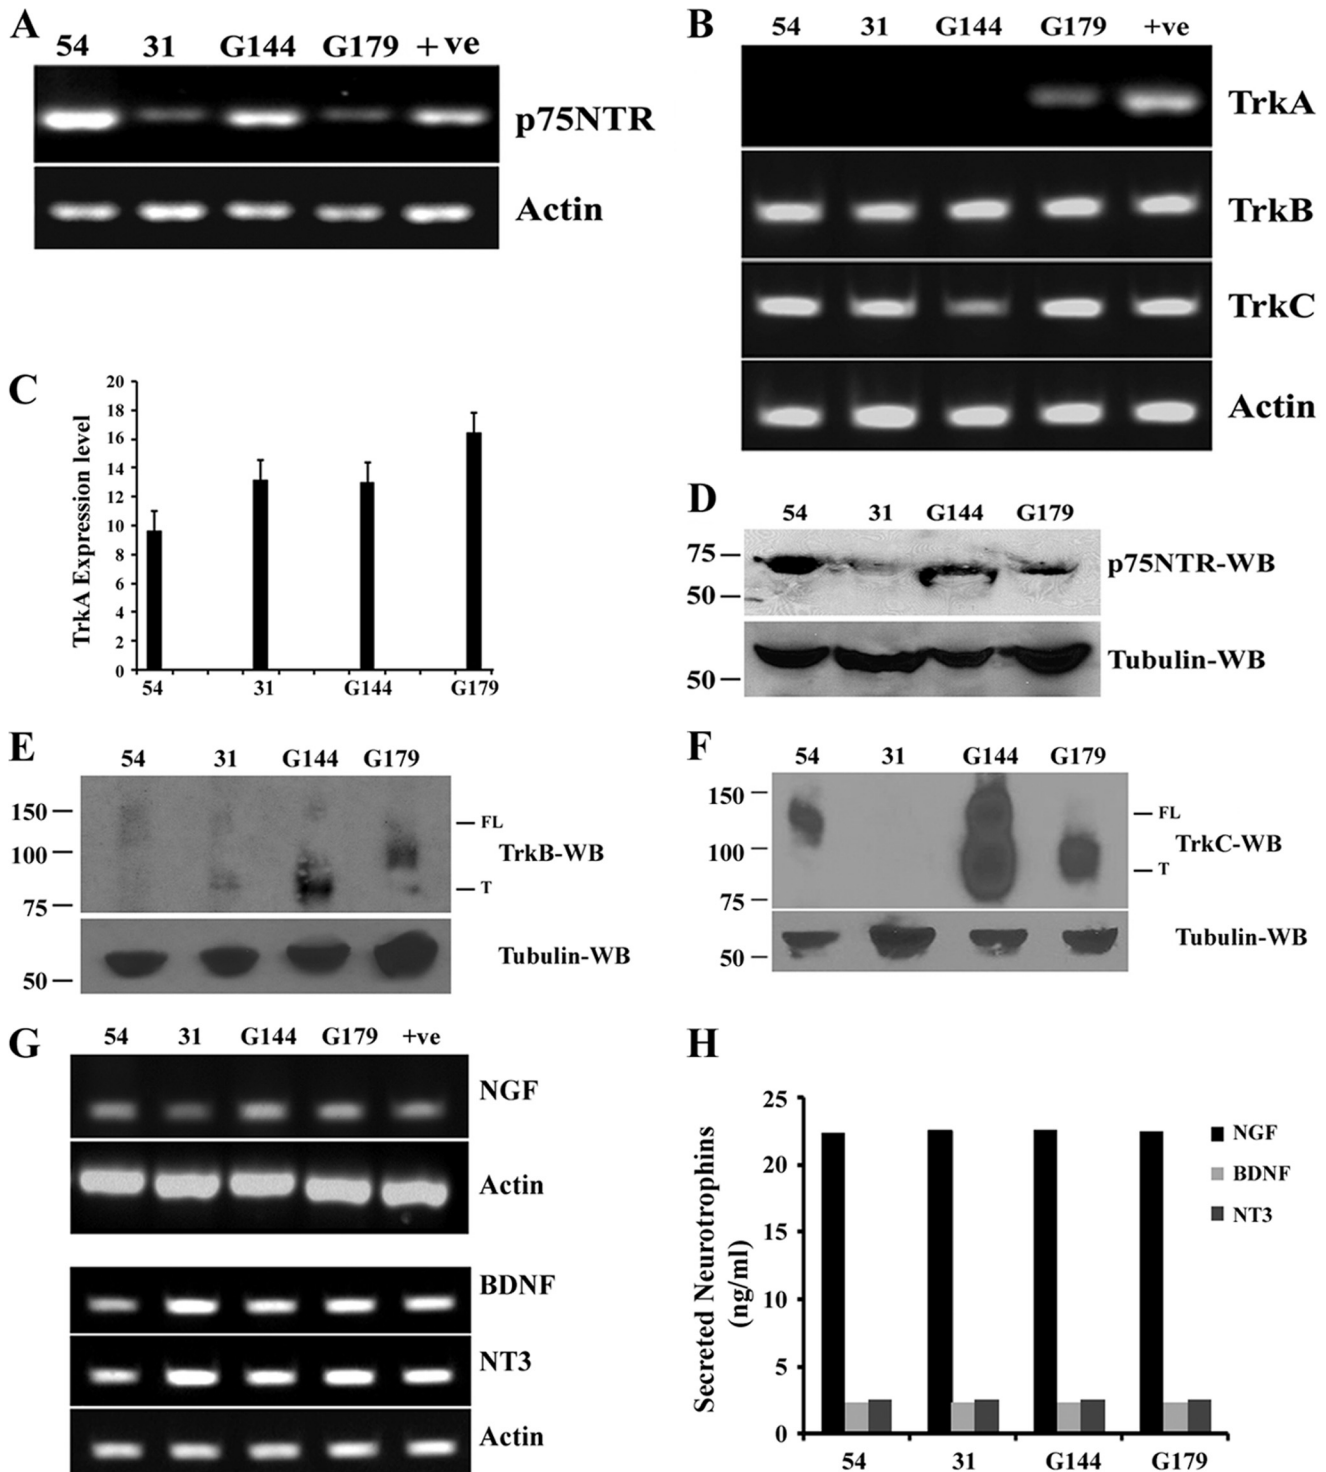 A
54 31 G144 G179 +ve
p75NTR
Actin
B
54 31 G144 G179 +ve
TrkA
TrkB
TrkC
Actin
C
TrkA Expression level
20
18
16
14
12
10
8
6
4
2
0
54 31 G144 G179
D
54 31 G144 G179
75
50
p75NTR-WB
50
Tubulin-WB
E
54 31 G144 G179
150
100
75
FL
TrkB-WB
T
50
Tubulin-WB
F
54 31 G144 G179
150
100
75
FL
TrkC-WB
T
50
Tubulin-WB
G
54 31 G144 G179 +ve
NGF
Actin
BDNF
NT3
Actin
H
Secreted Neurotrophins
(ng/ml)
25
20
15
10
5
0
54 31 G144 G179
NGF
BDNF
NT3